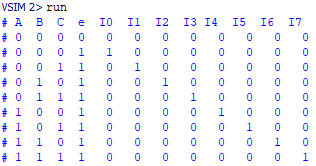 VSIM 2> run
# A B C e I0 I1 I2 I3 I4 I5 I6 I7
# 0 0 0 0 0 0 0 0 0 0 0 0
# 0 0 0 1 1 0 0 0 0 0 0 0
# 0 0 1 1 0 1 0 0 0 0 0 0
# 0 1 0 1 0 0 1 0 0 0 0 0
# 0 1 1 1 0 0 0 1 0 0 0 0
# 1 0 0 1 0 0 0 0 1 0 0 0
# 1 0 1 1 0 0 0 0 0 1 0 0
# 1 1 0 1 0 0 0 0 0 0 1 0
# 1 1 1 1 0 0 0 0 0 0 0 1